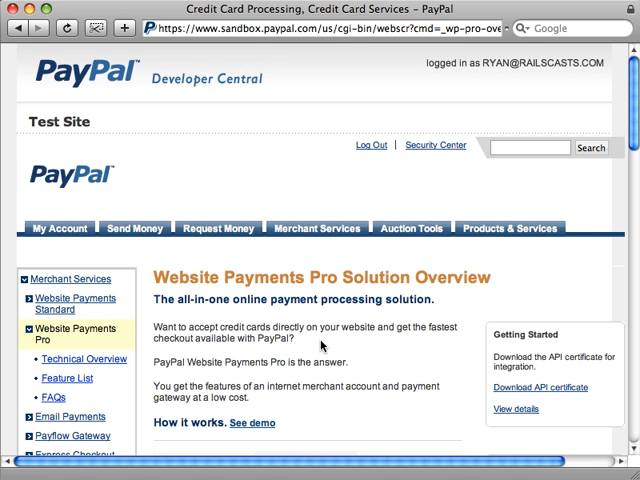 Credit Card Processing, Credit Card Services – PayPal
https://www.sandbox.paypal.com/us/cgi-bin/webscr?cmd=_wp-pro-ove
Google
PayPal™ Developer Central
logged in as RYAN@RAILSCASTS.COM
Test Site
Log Out | Security Center
Search
PayPal™
My Account
Send Money
Request Money
Merchant Services
Auction Tools
Products & Services
Merchant Services
Website Payments
Standard
Website Payments
Pro
Technical Overview
Feature List
FAQs
Email Payments
Payflow Gateway
Express Checkout
Website Payments Pro Solution Overview
The all-in-one online payment processing solution.
Want to accept credit cards directly on your website and get the fastest
checkout available with PayPal?
PayPal Website Payments Pro is the answer.
You get the features of an internet merchant account and payment
gateway at a low cost.
How it works. See demo
Getting Started
Download the API certificate for
integration.
Download API certificate
View details